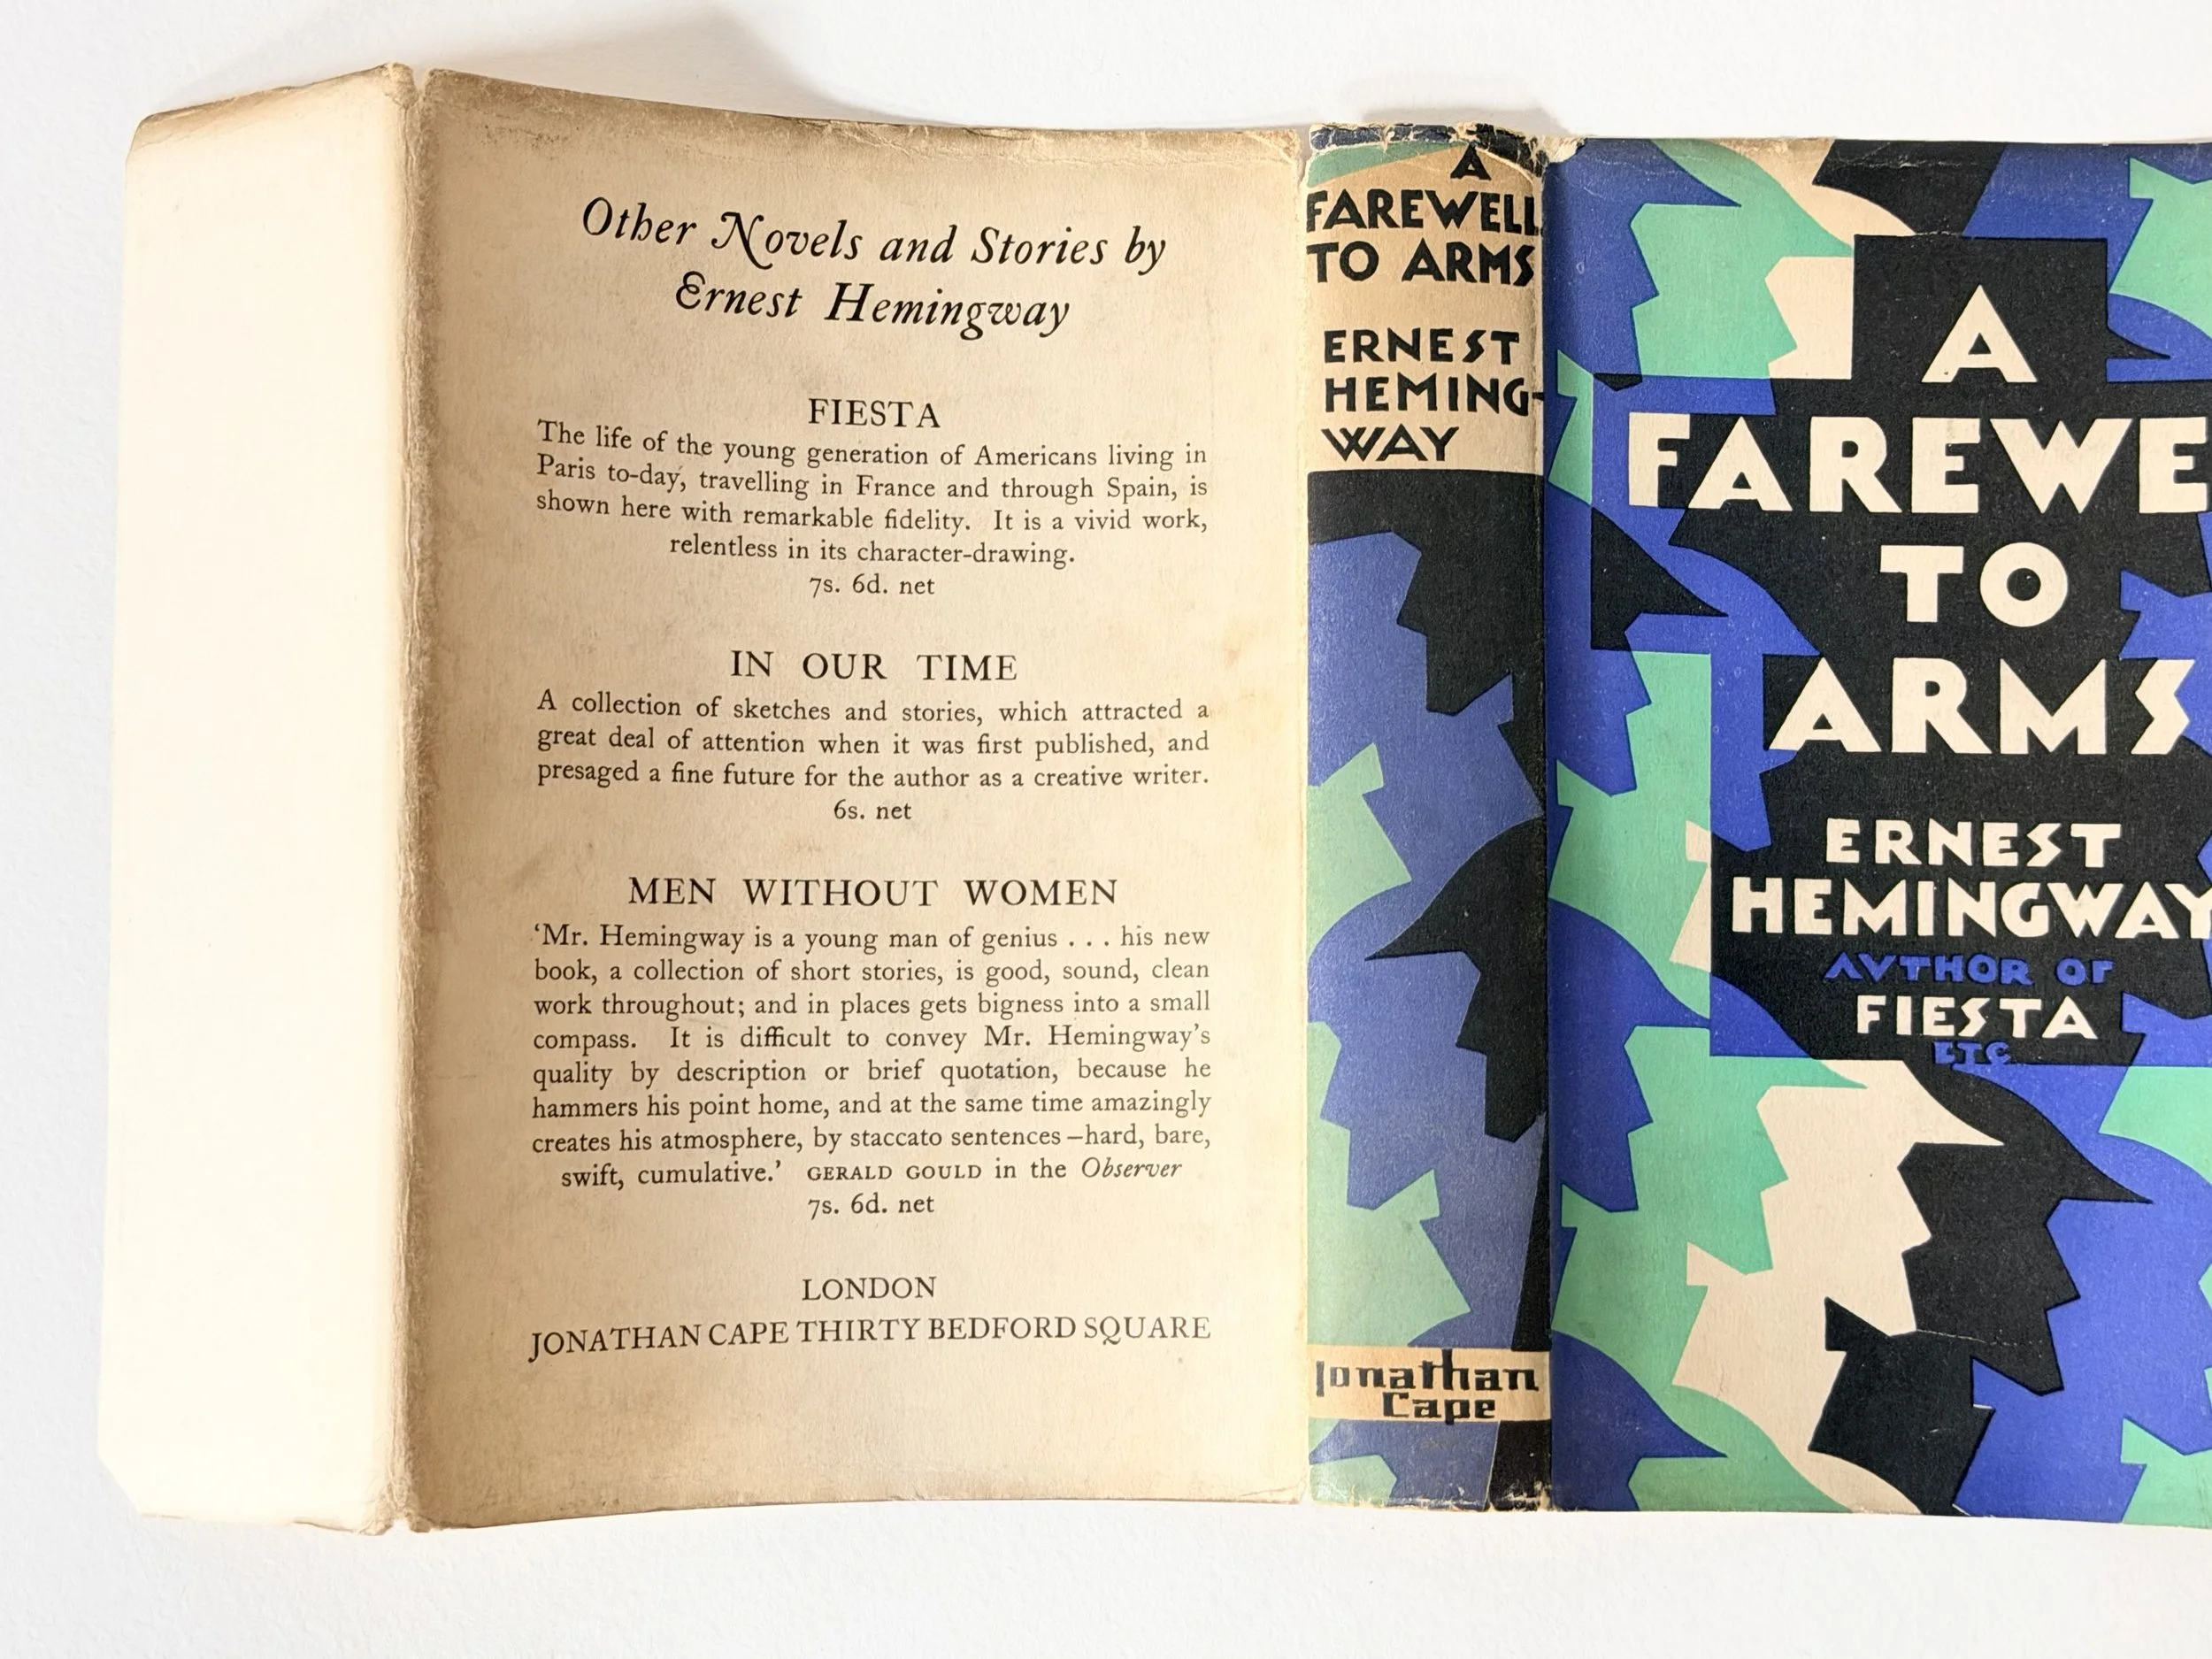 Other Novels and Stories by
Ernest Hemingway
FIESTA
The life of the young generation of Americans living in
Paris to-day, travelling in France and through Spain, is
shown here with remarkable fidelity. It is a vivid work,
relentless in its character-drawing.
7s. 6d. net
IN OUR TIME
A collection of sketches and stories, which attracted a
great deal of attention when it was first published, and
presaged a fine future for the author as a creative writer.
6s. net
MEN WITHOUT WOMEN
‘Mr. Hemingway is a young man of genius . . . his new
book, a collection of short stories, is good, sound, clean
work throughout; and in places gets bigness into a small
compass. It is difficult to convey Mr. Hemingway’s
quality by description or brief quotation, because he
hammers his point home, and at the same time amazingly
creates his atmosphere, by staccato sentences—hard, bare,
swift, cumulative.’ GERALD GOULD in the Observer
7s. 6d. net
LONDON
JONATHAN CAPE THIRTY BEDFORD SQUARE
A
FAREWELL
TO ARMS
ERNEST
HEMING-
WAY
Jonathan
Cape
A
FAREWE
TO
ARMS
ERNEST
HEMINGWAY
AVTHOR OF
FIESTA
ETC